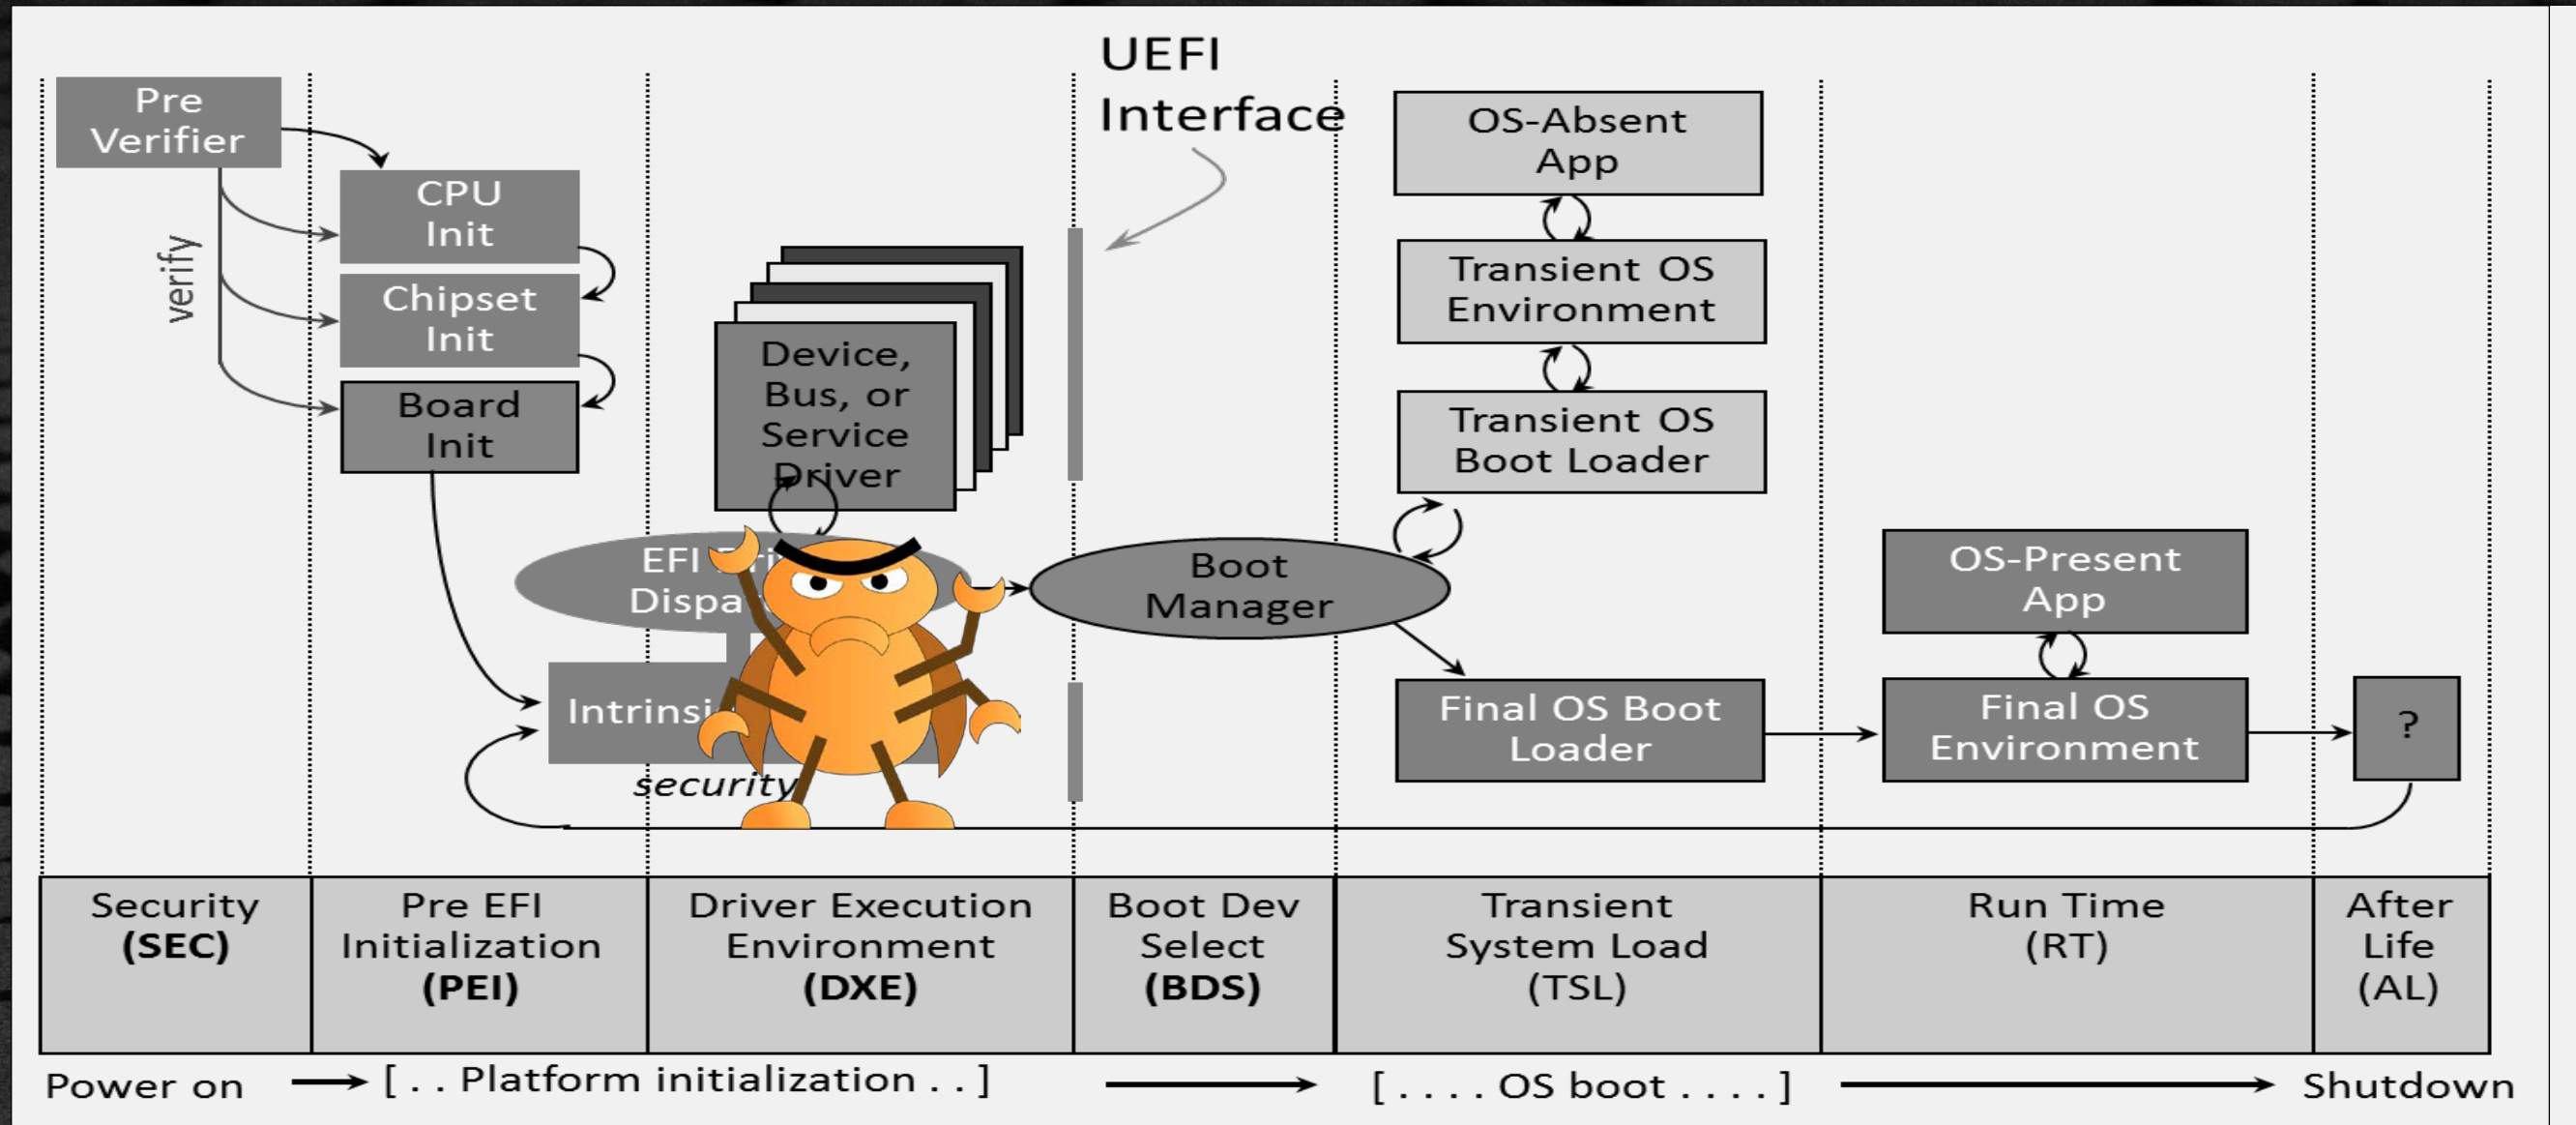 UEFI
Interface
Pre
Verifier
verify
CPU
Init
Chipset
Init
Board
Init
Device,
Bus, or
Service
Driver
EFI
security
Boot
Manager
OS-Absent
App
Transient OS
Environment
Transient OS
Boot Loader
Final OS Boot
Loader
OS-Present
App
Final OS
Environment
?
Security
(SEC)
Pre EFI
Initialization
(PEI)
Driver Execution
Environment
(DXE)
Boot Dev
Select
(BDS)
Transient
System Load
(TSL)
Run Time
(RT)
After
Life
(AL)
Power on
[ . . Platform initialization . . ]
[ . . . . OS boot . . . . ]
Shutdown